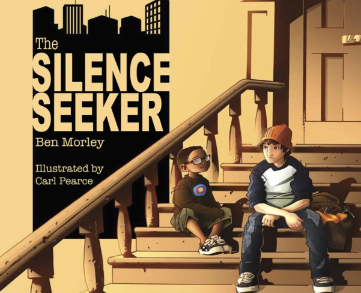 The
SILENCE
SEEKER
Ben Morley
Illustrated by
Carl Pearce